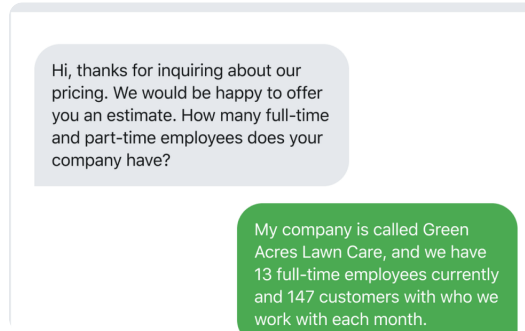 Hi, thanks for inquiring about our
pricing. We would be happy to offer
you an estimate. How many full-time
and part-time employees does your
company have?
My company is called Green
Acres Lawn Care, and we have
13 full-time employees currently
and 147 customers with who we
work with each month.